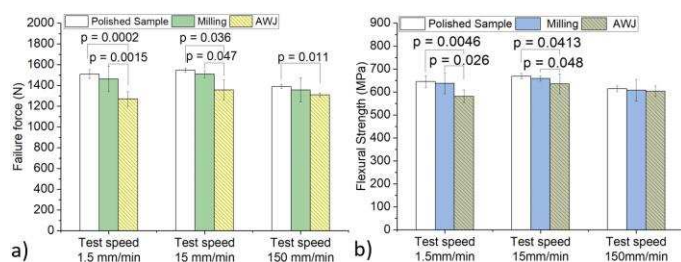 Polished Sample Milling AWJ
p = 0.0002
p = 0.0015
p = 0.036
p = 0.047
p = 0.011
Failure force (N)
2000
1800
1600
1400
1200
1000
800
600
400
200
0
Test speed 1.5 mm/min
Test speed 15 mm/min
Test speed 150 mm/min
a)
Polished Sample Milling AWJ
p = 0.0046
p = 0.026
p = 0.0413
p = 0.048
Flexural Strength (MPa)
900
800
700
600
500
400
300
200
100
0
Test speed 1.5mm/min
Test speed 15mm/min
Test speed 150mm/min
b)